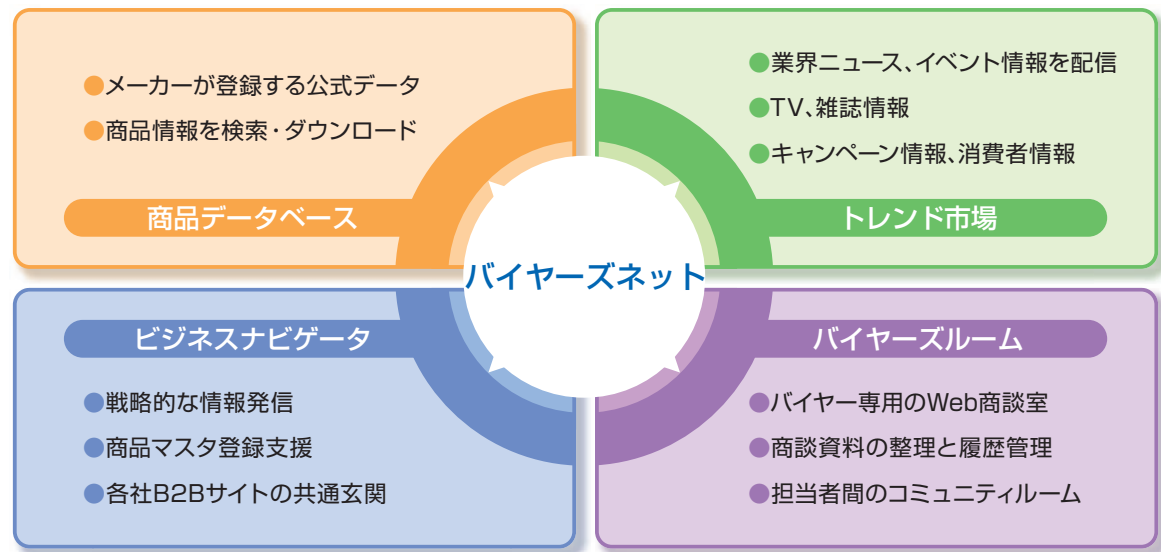 ●メーカーが登録する公式データ
●商品情報を検索・ダウンロード
商品データベース
●業界ニュース、イベント情報を配信
●TV、雑誌情報
●キャンペーン情報、消費者情報
トレンド市場
バイヤーズネット
ビジネスナビゲータ
●戦略的な情報発信
●商品マスタ登録支援
●各社B2Bサイトの共通玄関
バイヤーズルーム
●バイヤー専用のWeb商談室
●商談資料の整理と履歴管理
●担当者間のコミュニティルーム